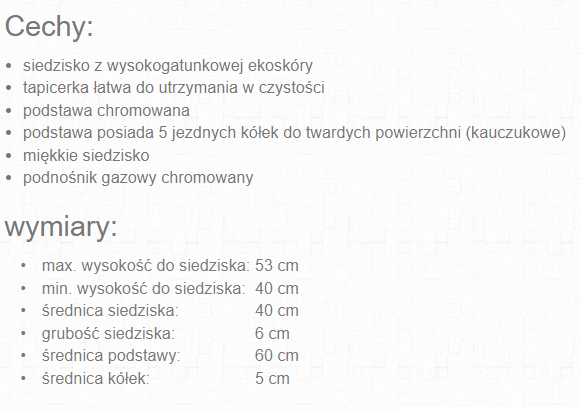 Cechy:
• siedzisko z wysokogatunkowej ekoskóry
• tapicerka łatwa do utrzymania w czystości
• podstawa chromowana
• podstawa posiada 5 jezdnych kółek do twardych powierzchni (kauczukowe)
• miękkie siedzisko
• podnośnik gazowy chromowany
wymiary:
• max. wysokość do siedziska: 53 cm
• min. wysokość do siedziska: 40 cm
• średnica siedziska: 40 cm
• grubość siedziska: 6 cm
• średnica podstawy: 60 cm
• średnica kółek: 5 cm